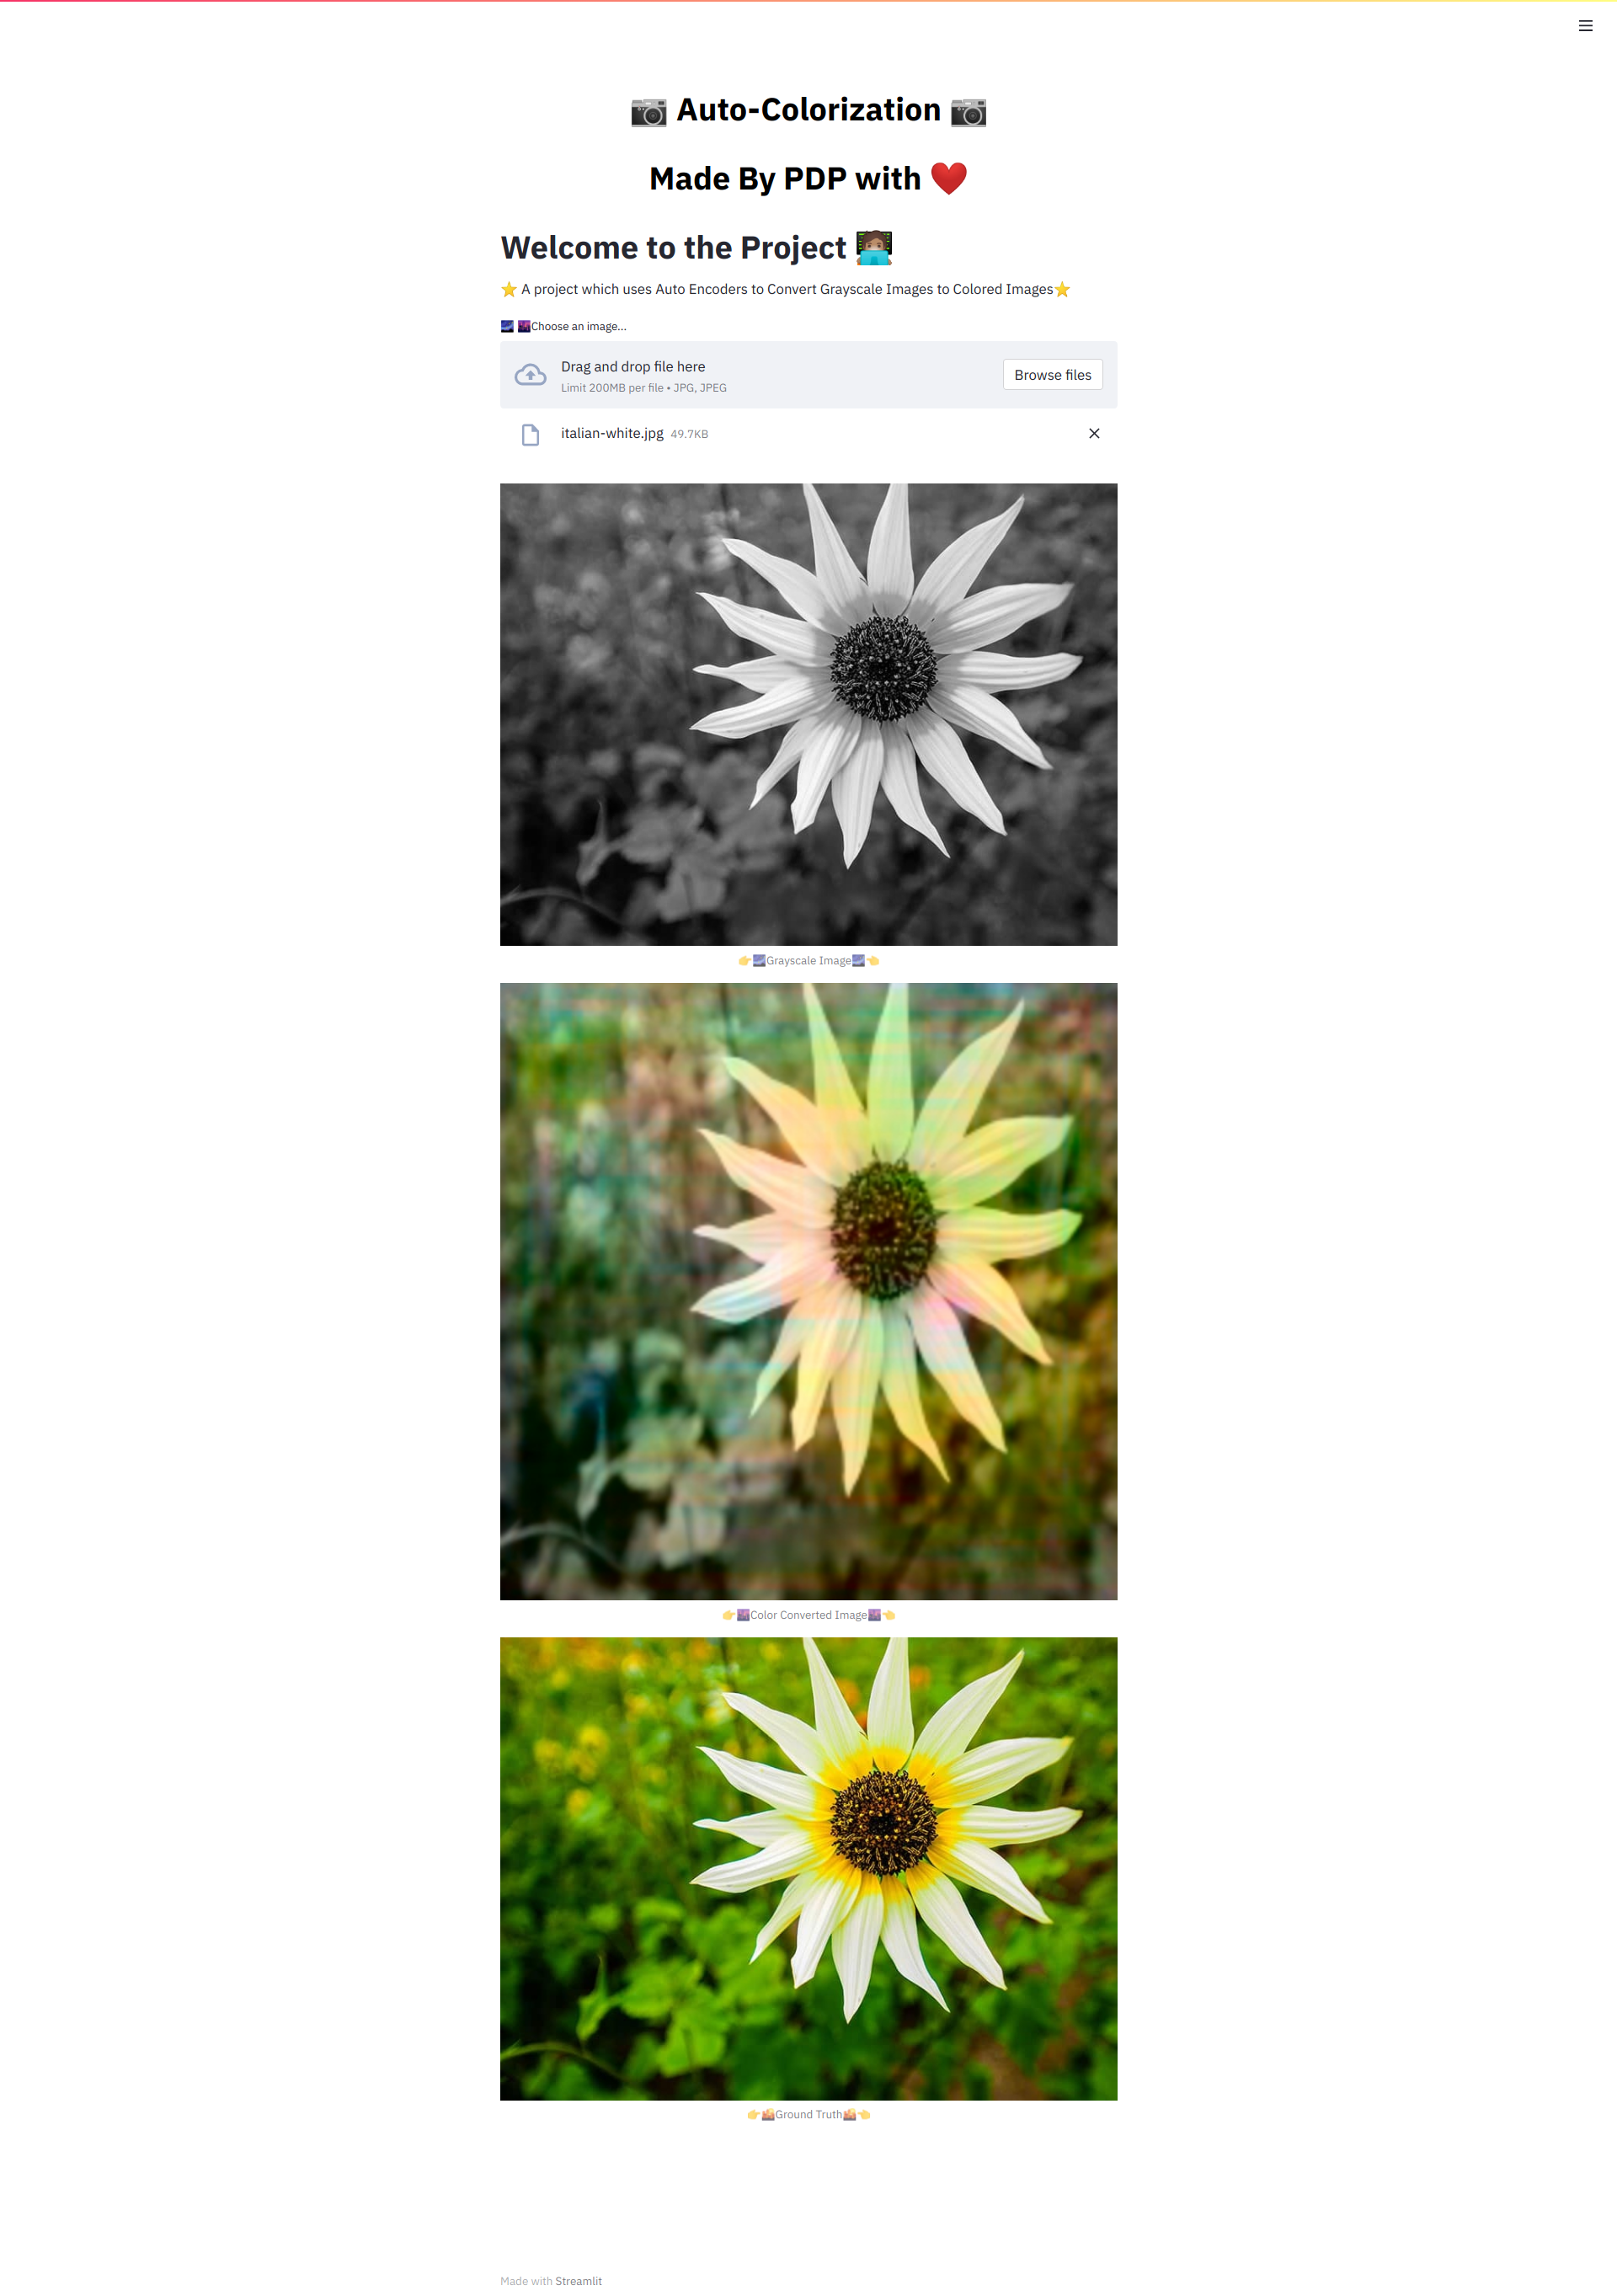 📷 Auto-Colorization 📷
Made By PDP with ❤️
Welcome to the Project 👩🏽‍💻
⭐ A project which uses Auto Encoders to Convert Grayscale Images to Colored Images⭐
🌌 🎆Choose an image...
Drag and drop file here
Limit 200MB per file • JPG, JPEG
Browse files
italian-white.jpg 49.7KB
👉🌌Grayscale Image🌌👈
👉🎆Color Converted Image🎆👈
👉🌇Ground Truth🌇👈
Made with Streamlit